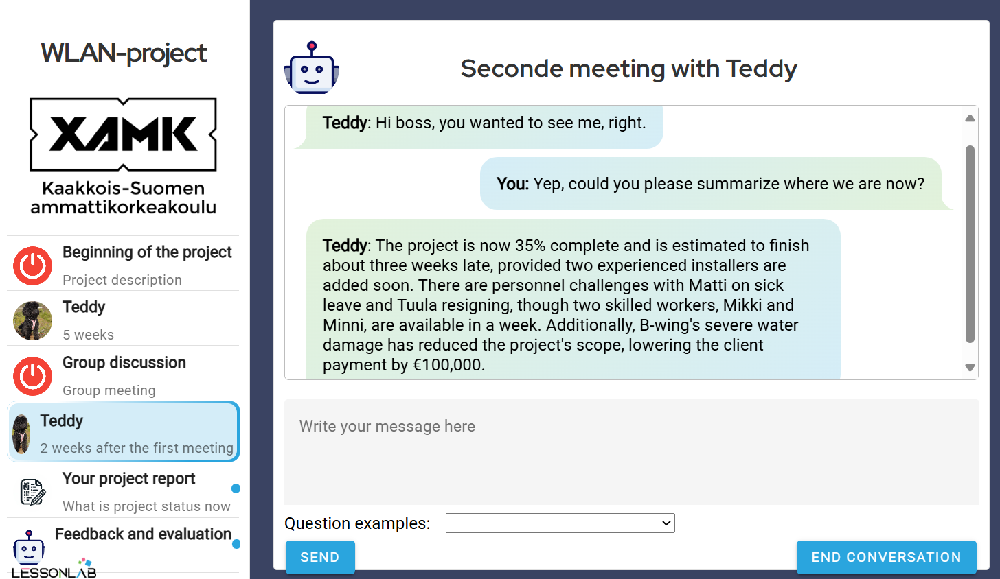 WLAN-project
XAMK
Kaakkois-Suomen
ammattikorkeakoulu
Beginning of the project
Project description
Teddy
5 weeks
Group discussion
Group meeting
Teddy
2 weeks after the first meeting
Your project report
What is project status now
Feedback and evaluation
LESSONLAB
Seconde meeting with Teddy
Teddy: Hi boss, you wanted to see me, right.
You: Yep, could you please summarize where we are now?
Teddy: The project is now 35% complete and is estimated to finish
about three weeks late, provided two experienced installers are
added soon. There are personnel challenges with Matti on sick
leave and Tuula resigning, though two skilled workers, Mikki and
Minni, are available in a week. Additionally, B-wing's severe water
damage has reduced the project's scope, lowering the client
payment by €100,000.
Write your message here
Question examples:
SEND
END CONVERSATION